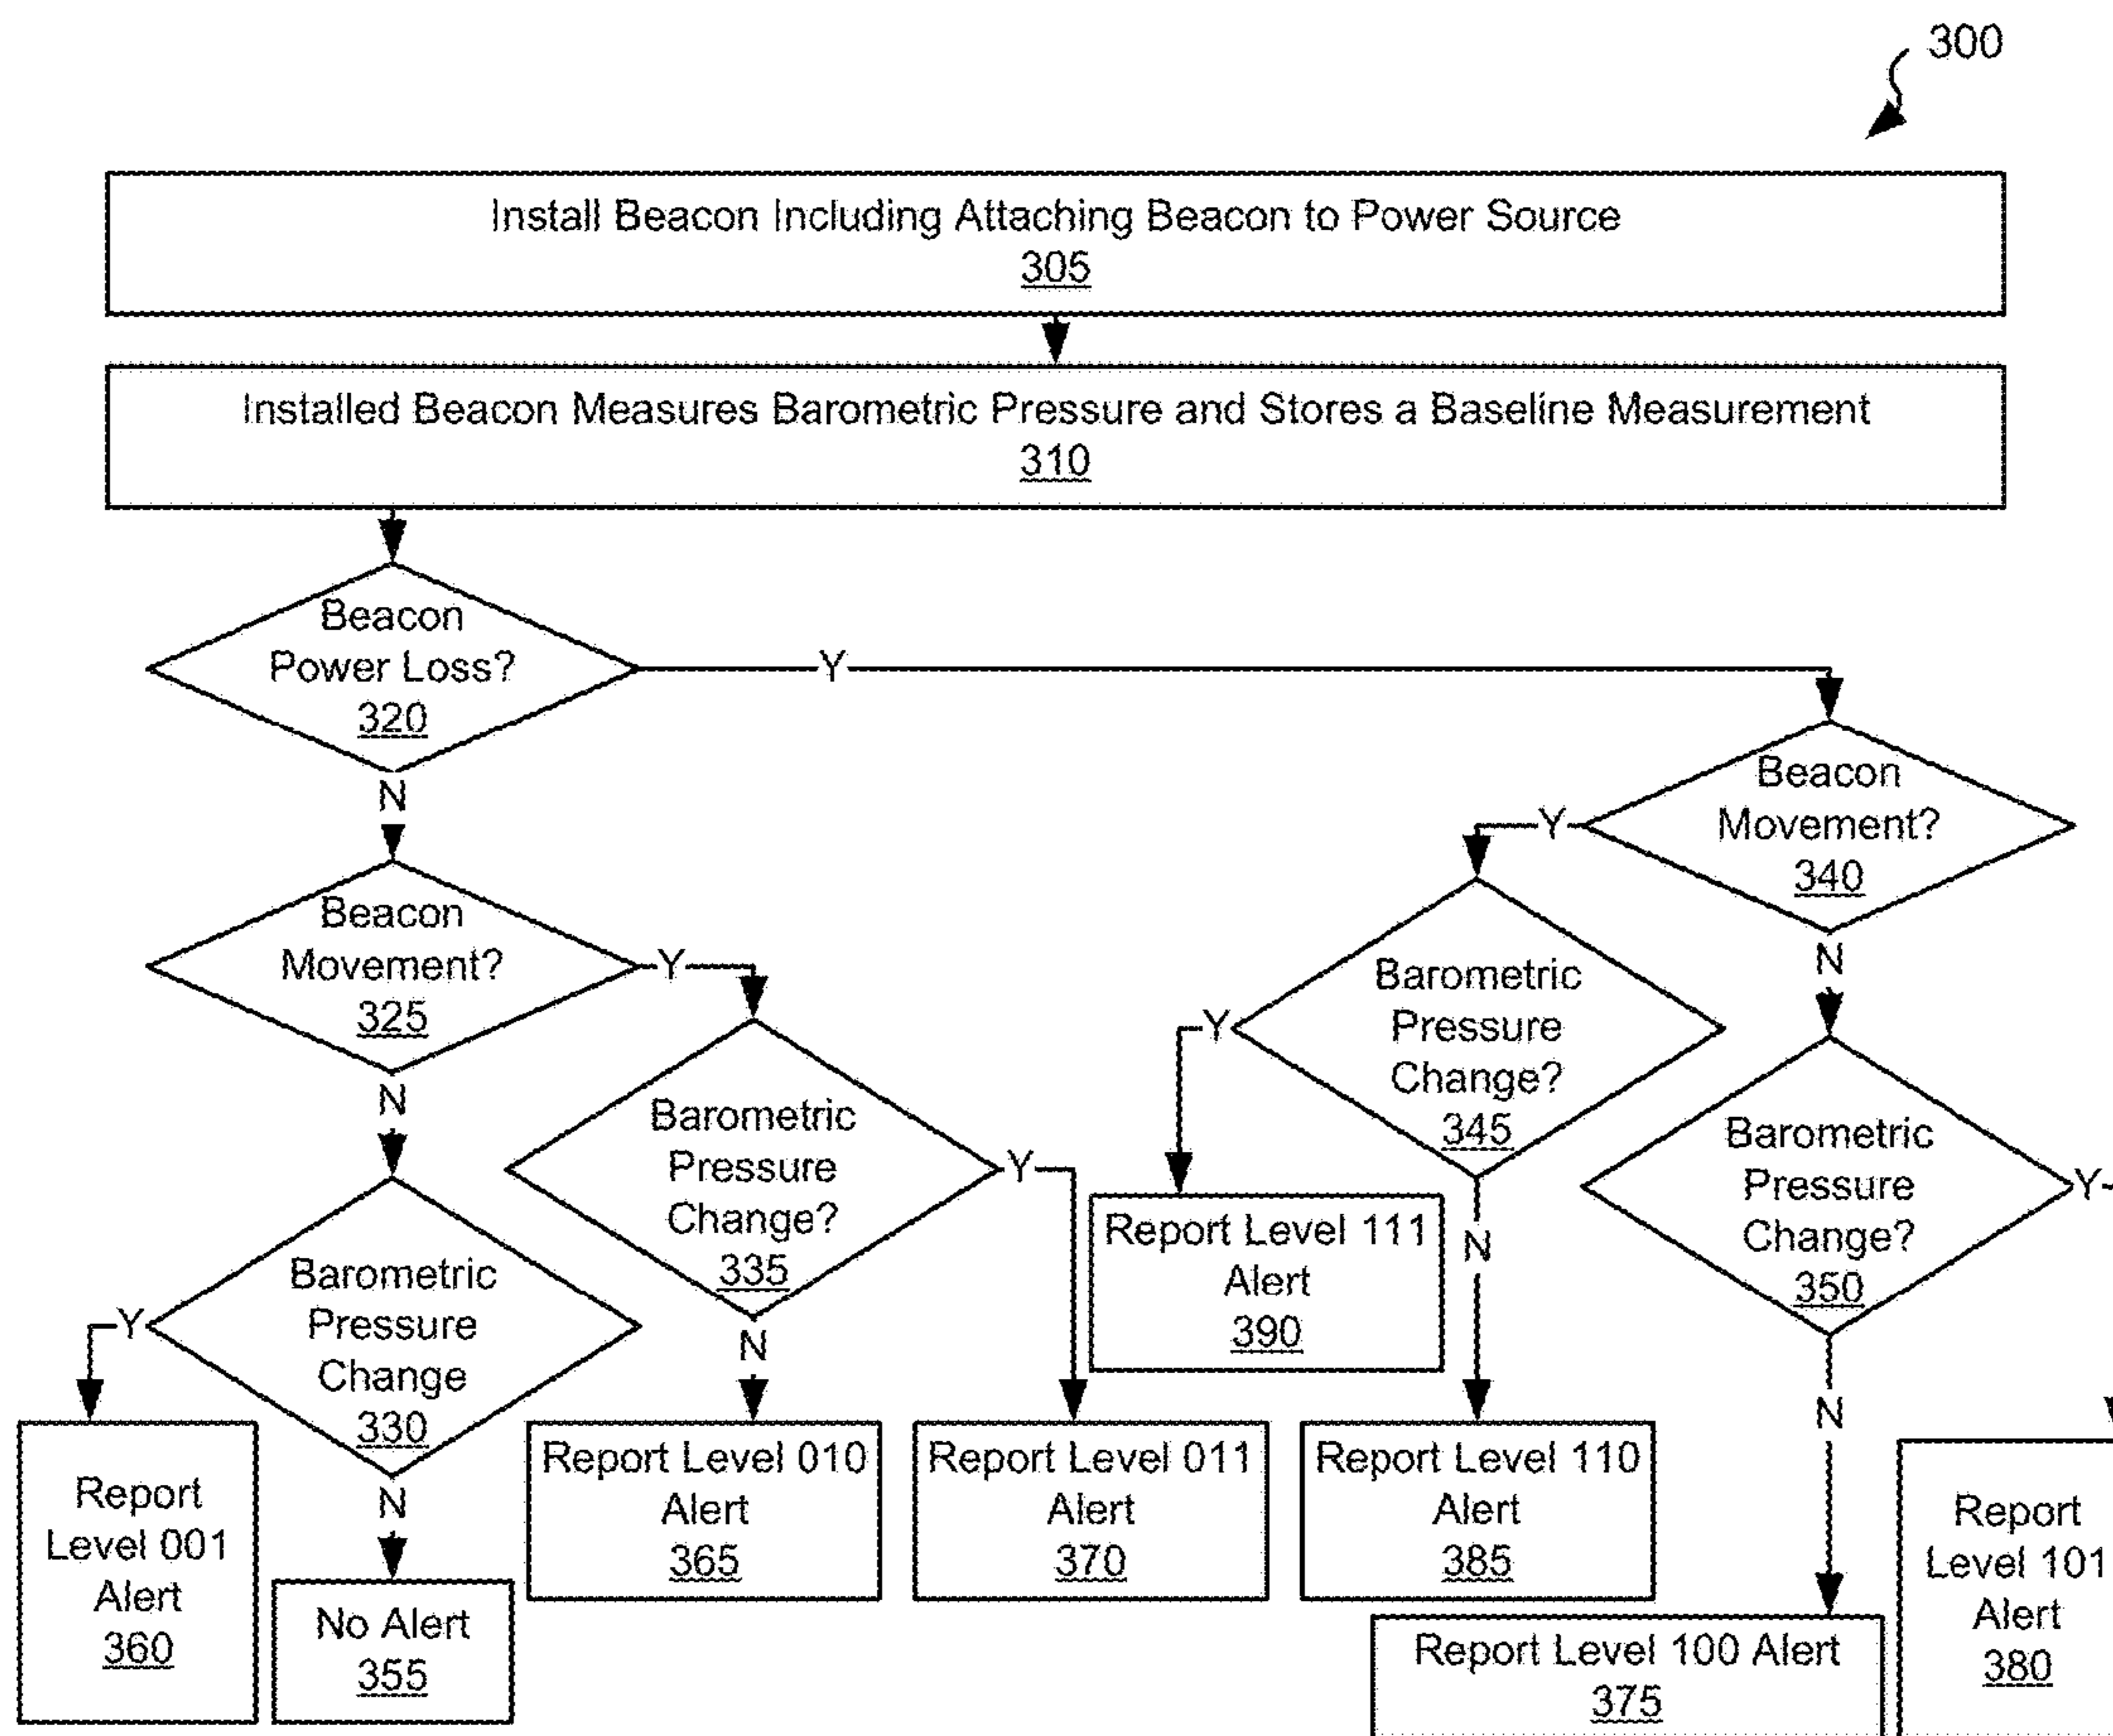 300
Install Beacon Including Attaching Beacon to Power Source
305
Installed Beacon Measures Barometric Pressure and Stores a Baseline Measurement
310
Beacon
Power Loss?
320
Y
N
Beacon
Movement?
340
Y
N
Beacon
Movement?
325
Y
N
Barometric
Pressure
Change?
345
Y
N
Barometric
Pressure
Change?
350
Y
N
Barometric
Pressure
Change?
335
Y
N
Barometric
Pressure
Change
330
Y
N
Report Level 111
Alert
390
Report
Level 001
Alert
360
No Alert
355
Report Level 010
Alert
365
Report Level 011
Alert
370
Report Level 110
Alert
385
Report Level 100 Alert
375
Report
Level 101
Alert
380